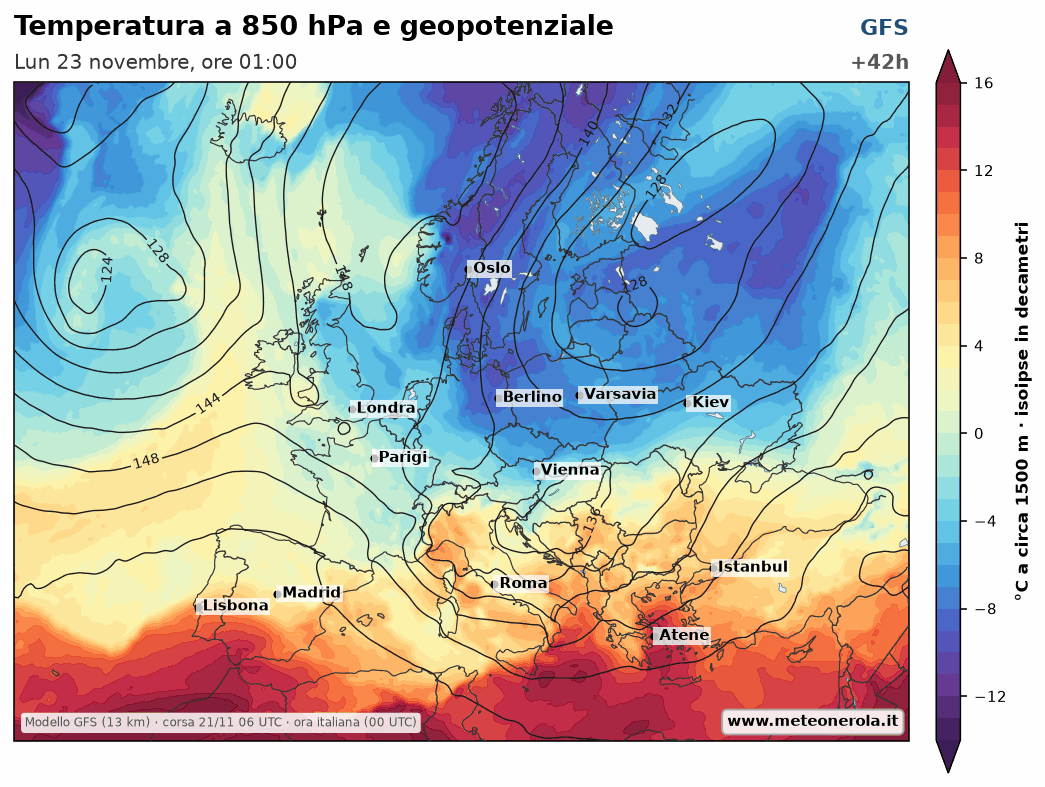 Temperatura a 850 hPa e geopotenziale
GFS
Lun 23 novembre, ore 01:00
+42h
16
12
8
4
0
−4
−8
−12
°C a circa 1500 m · isoipse in decametri
140
132
128
128
124
148
128
Oslo
144
Berlino
Varsavia
Kiev
Londra
148
Parigi
Vienna
136
Istanbul
Roma
Madrid
Lisbona
Atene
Modello GFS (13 km) · corsa 21/11 06 UTC · ora italiana (00 UTC)
www.meteonerola.it